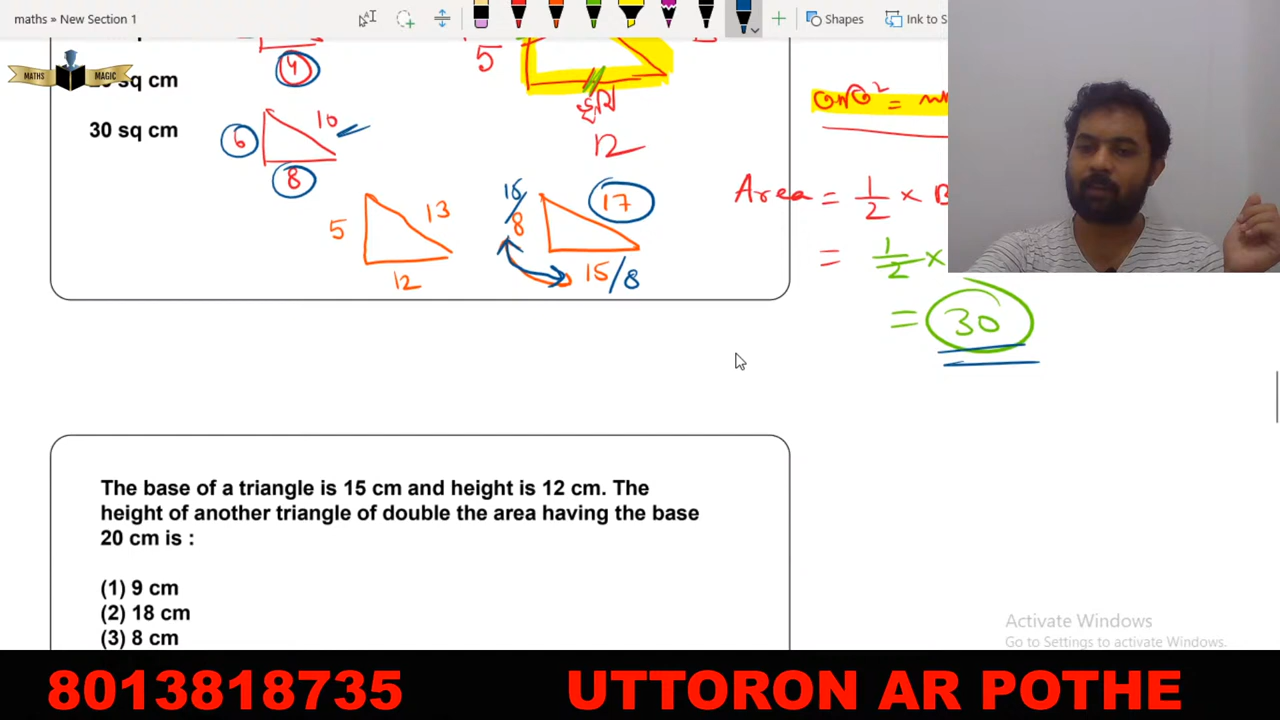 maths » New Section 1
Shapes
Ink to S
MATHS MAGIC
sq cm
4
5
30 sq cm
6
10
8
12
5
13
12
8
17
15/8
Area = 1/2 × B
= 1/2 ×
= 30
The base of a triangle is 15 cm and height is 12 cm. The
height of another triangle of double the area having the base
20 cm is :
(1) 9 cm
(2) 18 cm
(3) 8 cm
Activate Windows
Go to Settings to activate Windows.
8013818735 UTTORON AR POTHE